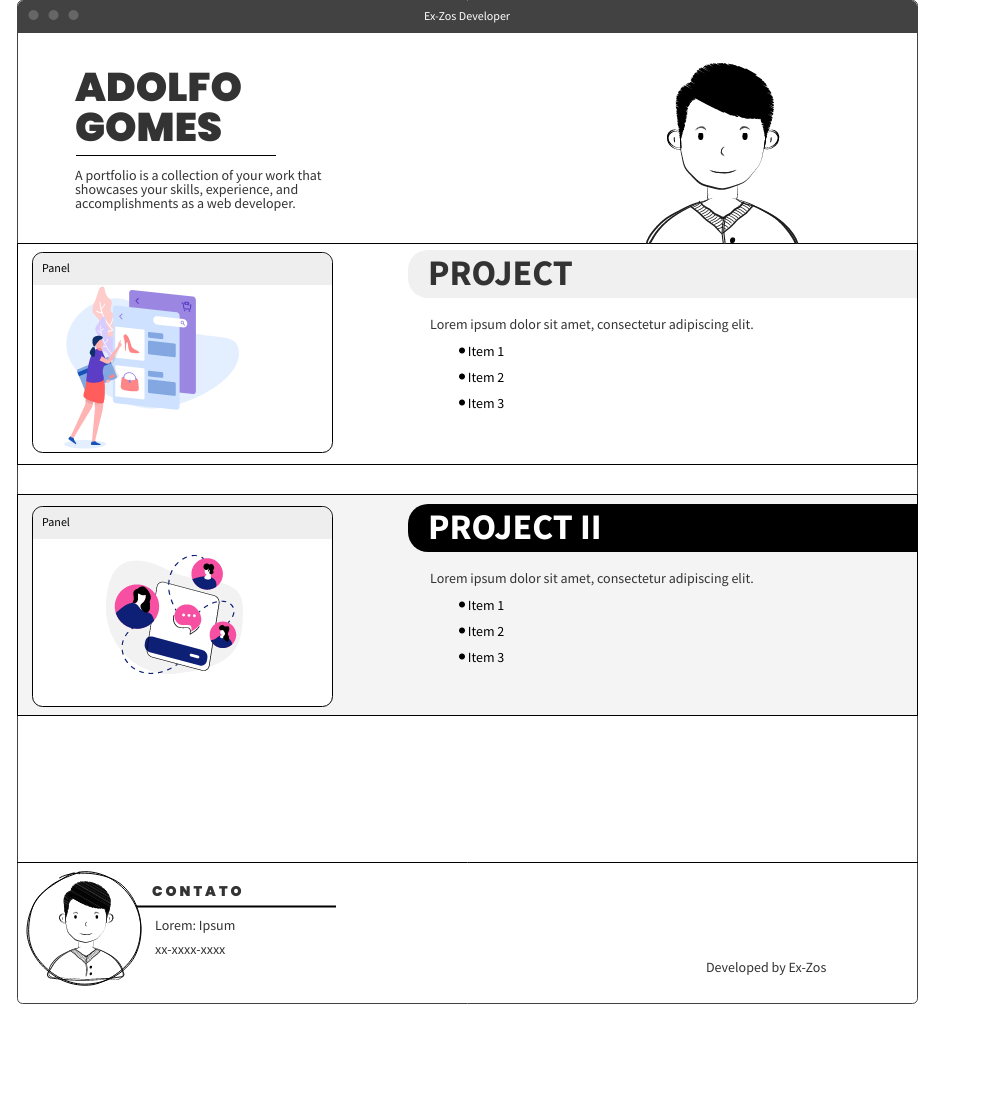 Ex-Zos Developer
ADOLFO
GOMES
A portfolio is a collection of your work that
showcases your skills, experience, and
accomplishments as a web developer.
Panel
PROJECT
Lorem ipsum dolor sit amet, consectetur adipiscing elit.
Item 1
Item 2
Item 3
Panel
PROJECT II
Lorem ipsum dolor sit amet, consectetur adipiscing elit.
Item 1
Item 2
Item 3
CONTATO
Lorem: Ipsum
xx-xxxx-xxxx
Developed by Ex-Zos